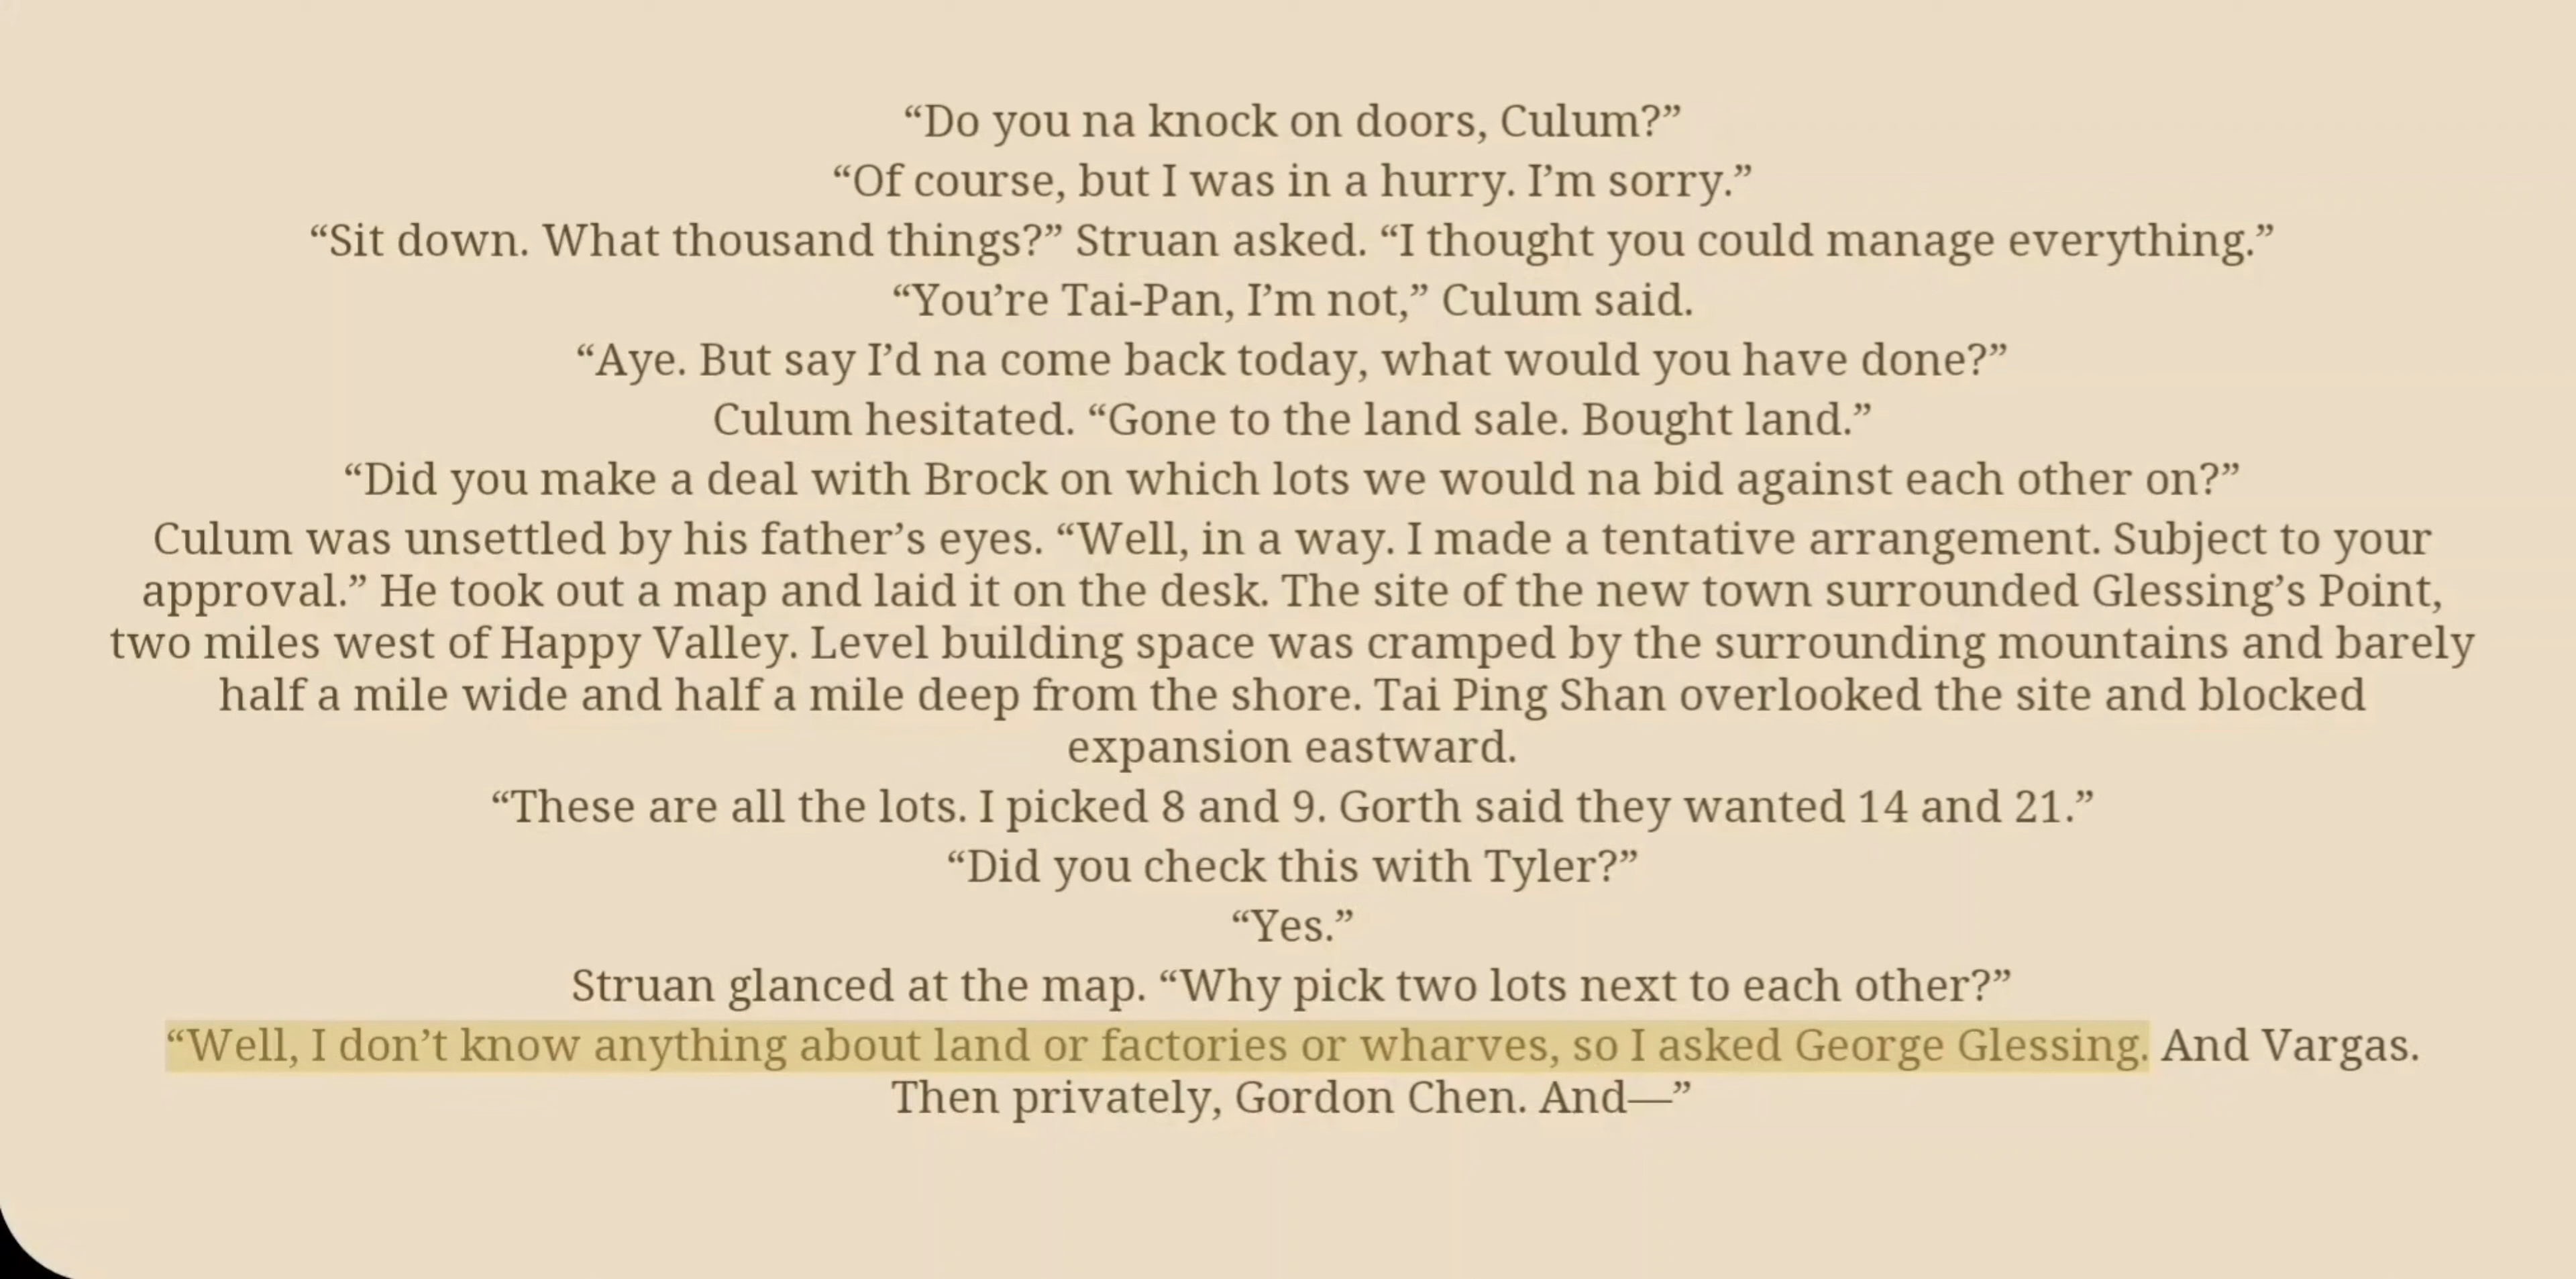 “Do you na knock on doors, Culum?”
“Of course, but I was in a hurry. I’m sorry.”
“Sit down. What thousand things?” Struan asked. “I thought you could manage everything.”
“You’re Tai-Pan, I’m not,” Culum said.
“Aye. But say I’d na come back today, what would you have done?”
Culum hesitated. “Gone to the land sale. Bought land.”
“Did you make a deal with Brock on which lots we would na bid against each other on?”
Culum was unsettled by his father’s eyes. “Well, in a way. I made a tentative arrangement. Subject to your
approval.” He took out a map and laid it on the desk. The site of the new town surrounded Glessing’s Point,
two miles west of Happy Valley. Level building space was cramped by the surrounding mountains and barely
half a mile wide and half a mile deep from the shore. Tai Ping Shan overlooked the site and blocked
expansion eastward.
“These are all the lots. I picked 8 and 9. Gorth said they wanted 14 and 21.”
“Did you check this with Tyler?”
“Yes.”
Struan glanced at the map. “Why pick two lots next to each other?”
“Well, I don’t know anything about land or factories or wharves, so I asked George Glessing. And Vargas.
Then privately, Gordon Chen. And—”